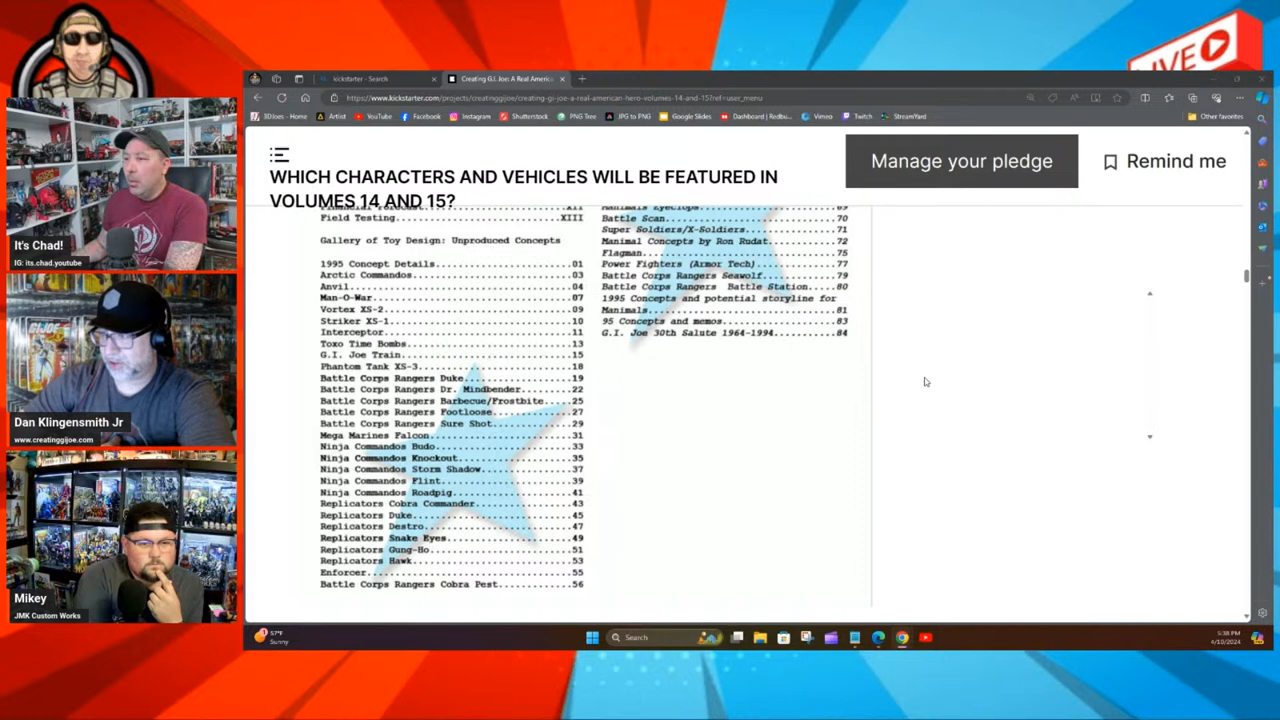 LIVE
kickstarter - Search
Creating G.I. Joe: A Real America
https://www.kickstarter.com/projects/creatinggijoe/creating-gi-joe-a-real-american-hero-volumes-14-and-15?ref=user_menu
3DJoes - Home
Artist
YouTube
Facebook
Instagram
Shutterstock
PNG Tree
JPG to PNG
Google Slides
Dashboard | Redbu...
Vimeo
Twitch
StreamYard
Other favorites
WHICH CHARACTERS AND VEHICLES WILL BE FEATURED IN
VOLUMES 14 AND 15?
Manage your pledge
Remind me
Field Testing XIII
Gallery of Toy Design: Unproduced Concepts
1995 Concept Details 01
Arctic Commandos 03
Anvil 04
Man-O-War 07
Vortex XS-2 09
Striker XS-1 10
Interceptor 11
Toxo Time Bombs 13
G.I. Joe Train 15
Phantom Tank XS-3 18
Battle Corps Rangers Duke 19
Battle Corps Rangers Dr. Mindbender 22
Battle Corps Rangers Barbecue/Frostbite 25
Battle Corps Rangers Footloose 27
Battle Corps Rangers Sure Shot 29
Mega Marines Falcon 31
Ninja Commandos Budo 33
Ninja Commandos Knockout 35
Ninja Commandos Storm Shadow 37
Ninja Commandos Flint 39
Ninja Commandos Roadpig 41
Replicators Cobra Commander 43
Replicators Duke 45
Replicators Destro 47
Replicators Snake Eyes 49
Replicators Gung-Ho 51
Replicators Hawk 53
Enforcer 55
Battle Corps Rangers Cobra Pest 56
Manimals Eyeclops 69
Battle Scan 70
Super Soldiers/X-Soldiers 71
Manimal Concepts by Ron Rudat 72
Flagman 75
Power Fighters (Armor Tech) 77
Battle Corps Rangers Seawolf 79
Battle Corps Rangers Battle Station 80
1995 Concepts and potential storyline for
Manimals 81
95 Concepts and memos 83
G.I. Joe 30th Salute 1964-1994 84
It's Chad!
IG: its.chad.youtube
Dan Klingensmith Jr
www.creatinggijoe.com
Mikey
JMK Custom Works
57°F
Sunny
Search
5:38 PM
4/10/2024